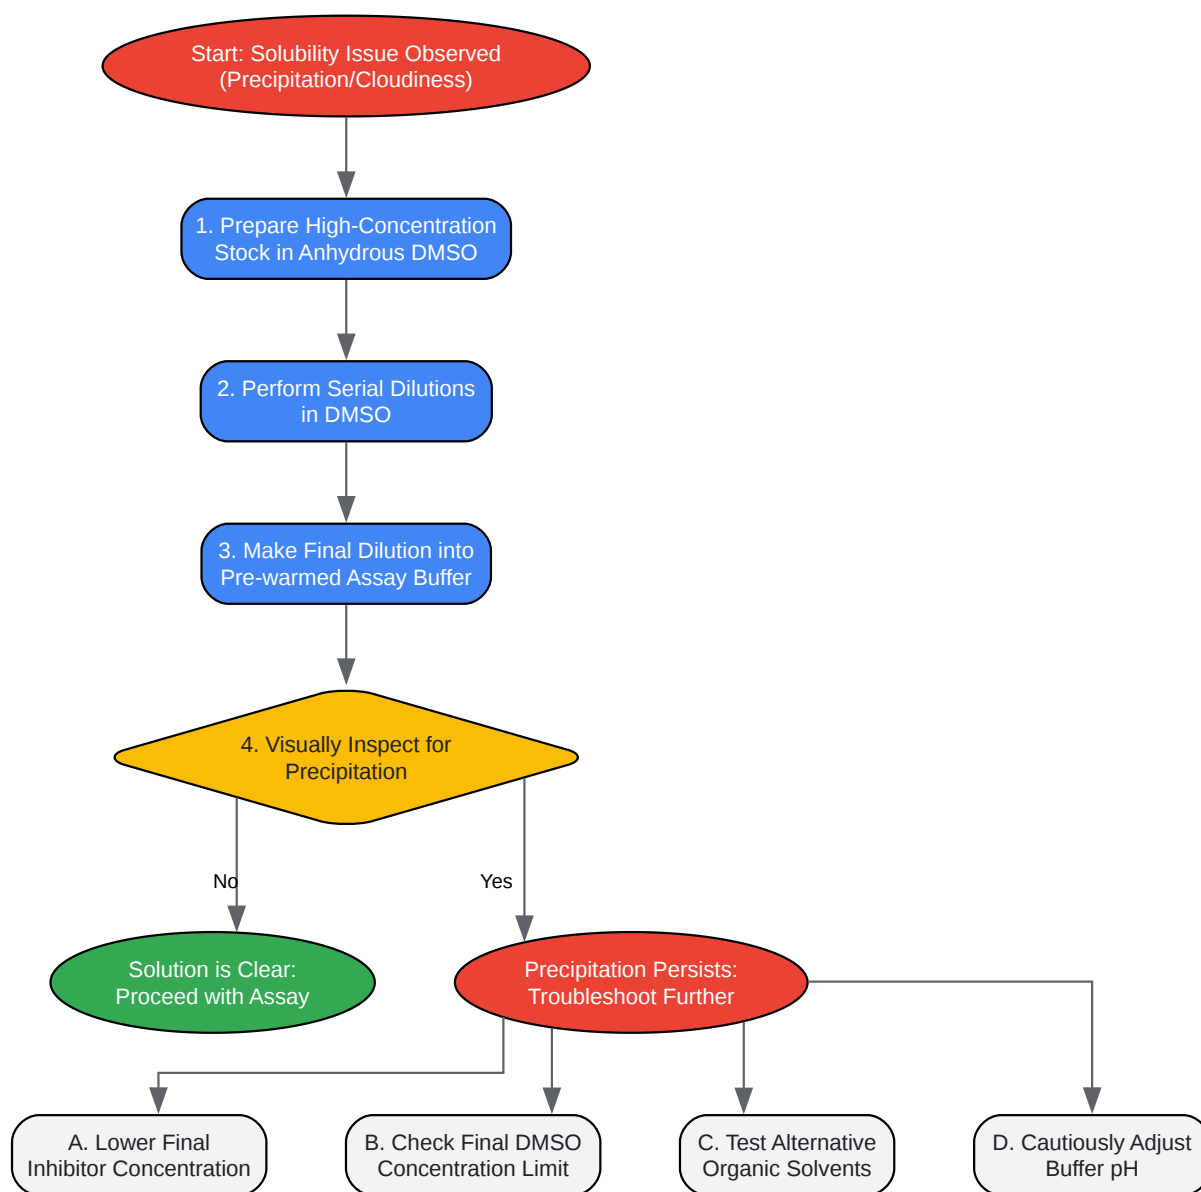 Start: Solubility Issue Observed
(Precipitation/Cloudiness)
1. Prepare High-Concentration
Stock in Anhydrous DMSO
2. Perform Serial Dilutions
in DMSO
3. Make Final Dilution into
Pre-warmed Assay Buffer
4. Visually Inspect for
Precipitation
No
Yes
Solution is Clear:
Proceed with Assay
Precipitation Persists:
Troubleshoot Further
A. Lower Final
Inhibitor Concentration
B. Check Final DMSO
Concentration Limit
C. Test Alternative
Organic Solvents
D. Cautiously Adjust
Buffer pH